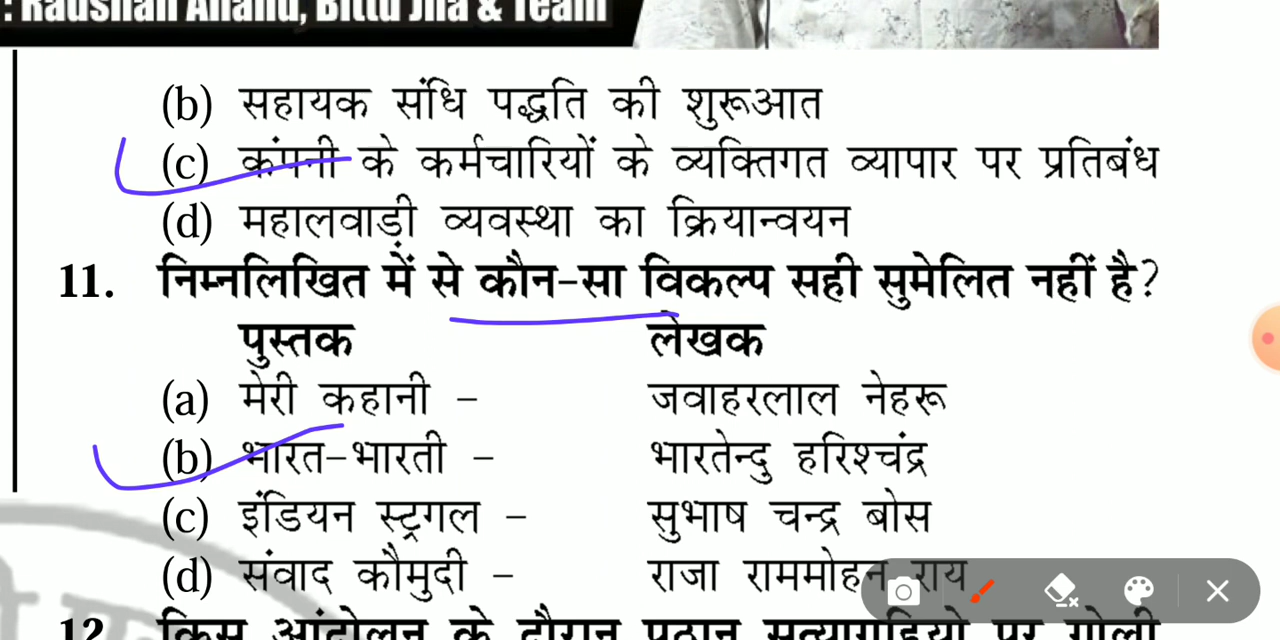 : Raushan Anand, Bittu Jha & Team
(b) सहायक संधि पद्धति की शुरूआत
(c) कंपनी के कर्मचारियों के व्यक्तिगत व्यापार पर प्रतिबंध
(d) महालवाड़ी व्यवस्था का क्रियान्वयन
11. निम्नलिखित में से कौन-सा विकल्प सही सुमेलित नहीं है?
पुस्तक लेखक
(a) मेरी कहानी - जवाहरलाल नेहरू
(b) भारत-भारती - भारतेन्दु हरिश्चंद्र
(c) इंडियन स्ट्रगल - सुभाष चन्द्र बोस
(d) संवाद कौमुदी - राजा राममोहन राय
12. किस आंदोलन के दौरान पठान सत्याग्रहियों पर गोली